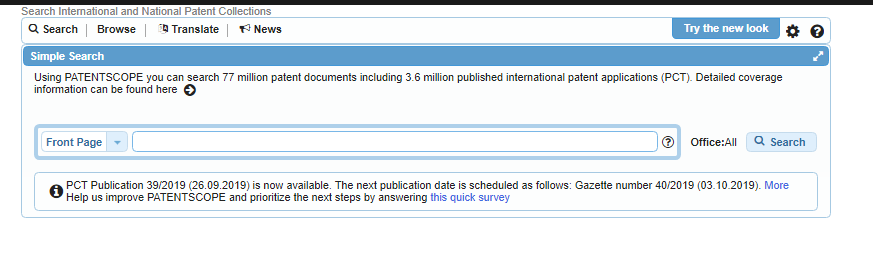 Search International and National Patent Collections
Search Browse Translate News Try the new look
Simple Search
Using PATENTSCOPE you can search 77 million patent documents including 3.6 million published international patent applications (PCT). Detailed coverage
information can be found here
Front Page Office:All Search
PCT Publication 39/2019 (26.09.2019) is now available. The next publication date is scheduled as follows: Gazette number 40/2019 (03.10.2019). More
Help us improve PATENTSCOPE and prioritize the next steps by answering this quick survey